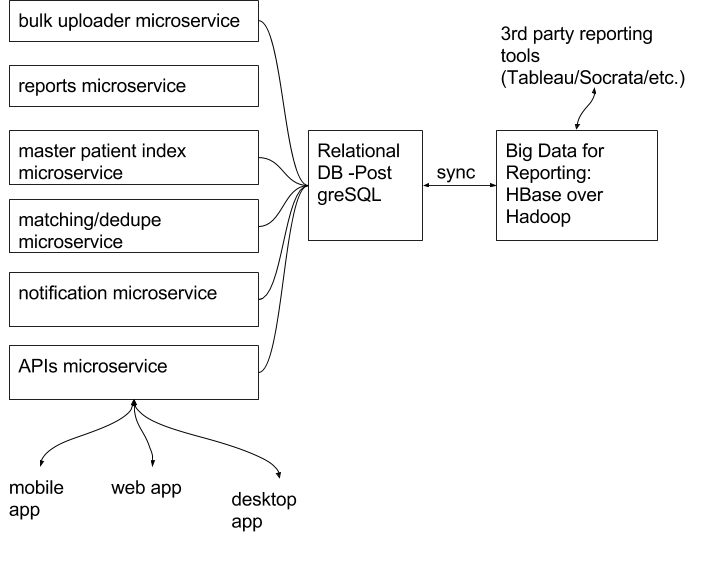 bulk uploader microservice
reports microservice
master patient index
microservice
matching/dedupe
microservice
notification microservice
APIs microservice
mobile
app
web app
desktop
app
Relational
DB -Post
greSQL
sync
3rd party reporting
tools
(Tableau/Socrata/etc.)
Big Data for
Reporting:
HBase over
Hadoop